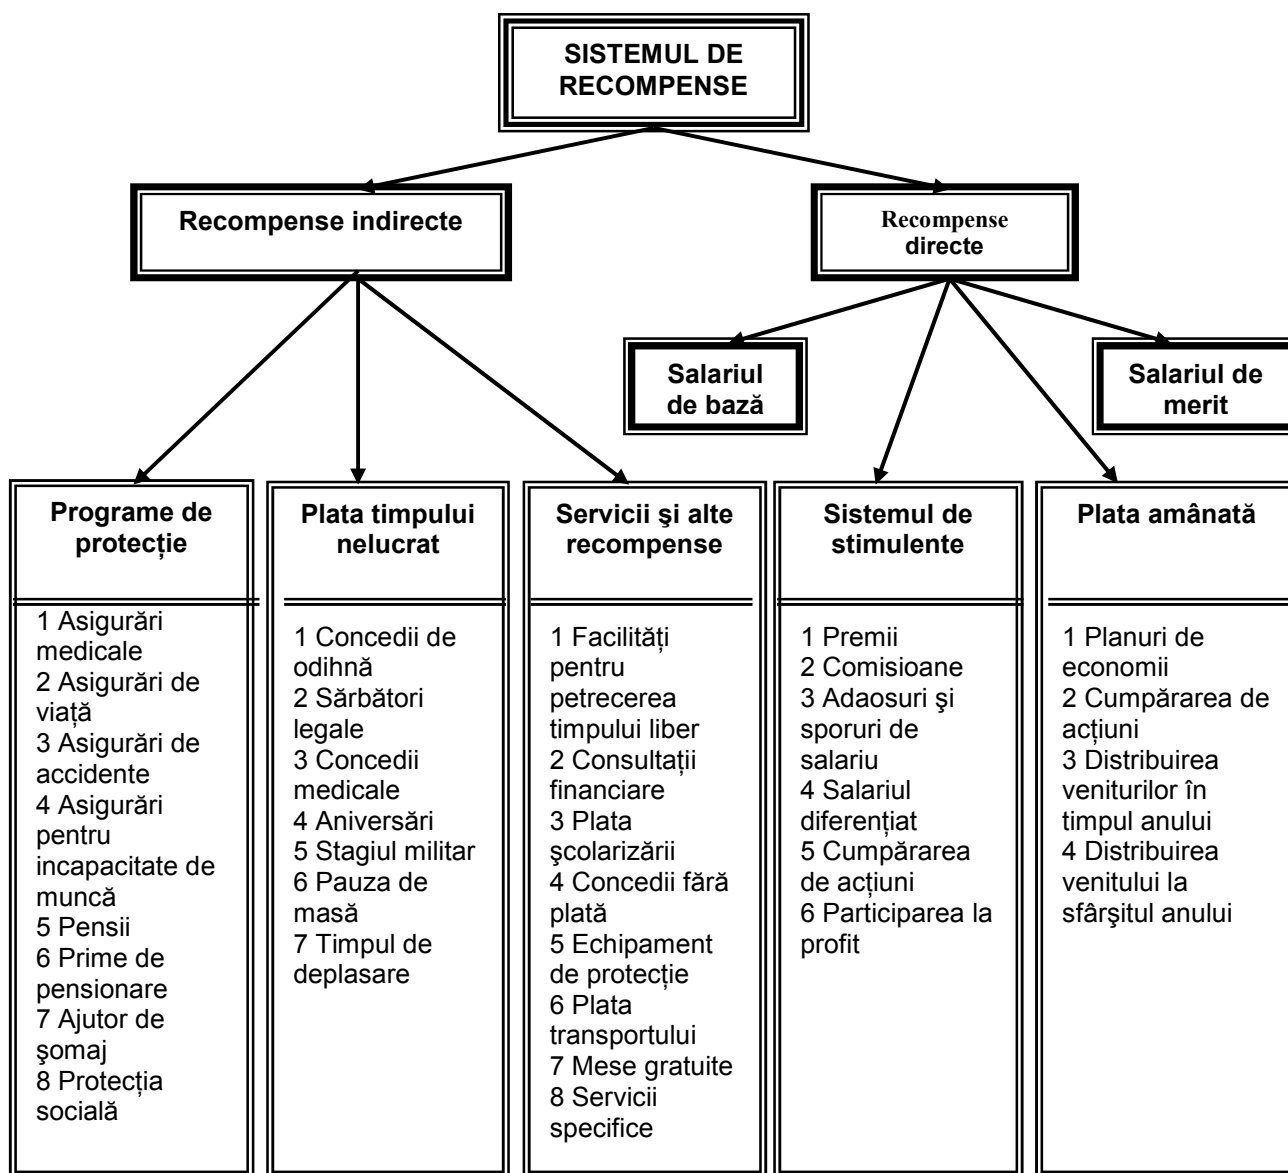 SISTEMUL DE
RECOMPENSE
Recompense indirecte
Recompense
directe
Salariul
de bază
Salariul de
merit
Programe de
protecție
1 Asigurări
medicale
2 Asigurări de
viață
3 Asigurări de
accidente
4 Asigurări
pentru
incapacitate de
muncă
5 Pensii
6 Prime de
pensionare
7 Ajutor de
şomaj
8 Protecția
socială
Plata timpului
nelucrat
1 Concedii de
odihnă
2 Sărbători
legale
3 Concedii
medicale
4 Aniversări
5 Stagiul militar
6 Pauza de
masă
7 Timpul de
deplasare
Servicii şi alte
recompense
1 Facilități
pentru
petrecerea
timpului liber
2 Consultații
financiare
3 Plata
şcolarizării
4 Concedii fără
plată
5 Echipament
de protecție
6 Plata
transportului
7 Mese gratuite
8 Servicii
specifice
Sistemul de
stimulente
1 Premii
2 Comisioane
3 Adaosuri şi
sporuri de
salariu
4 Salariul
diferențiat
5 Cumpărarea
de acțiuni
6 Participarea la
profit
Plata amânată
1 Planuri de
economii
2 Cumpărarea de
acțiuni
3 Distribuirea
veniturilor în
timpul anului
4 Distribuirea
venitului la
sfârşitul anului